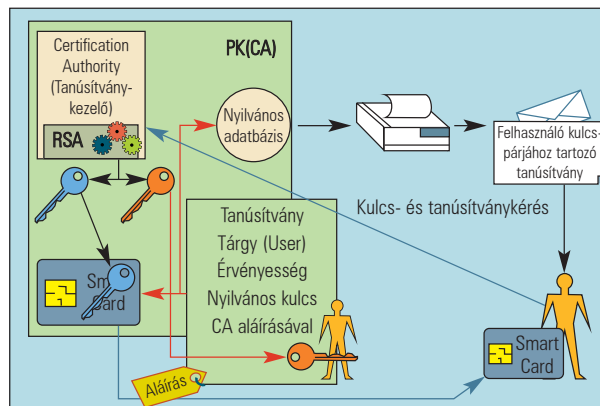 Certification
Authority
(Tanúsítvány-
kezelő)
RSA
PK(CA)
Nyilvános
adatbázis
Felhasználó kulcs-
párjához tartozó
tanúsítvány
Kulcs- és tanúsítványkérés
Tanúsítvány
Tárgy (User)
Érvényesség
Nyilvános kulcs
CA aláírásával
Smart
Card
Aláírás
Smart
Card